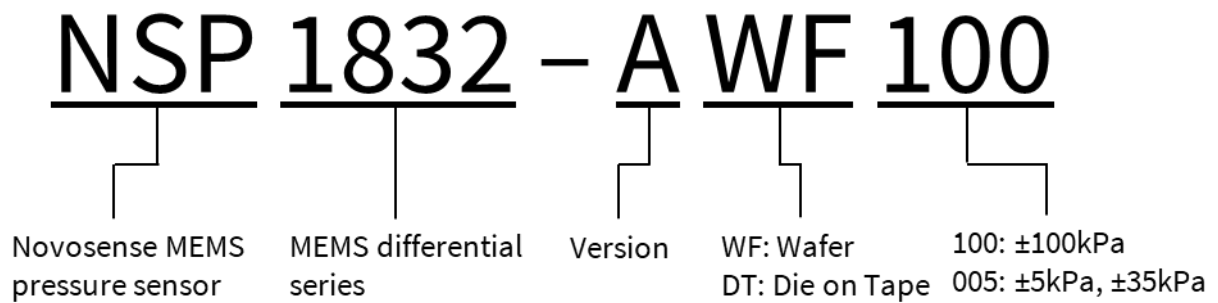 NSP 1832 – A WF 100
Novosense MEMS
pressure sensor
MEMS differential
series
Version
WF: Wafer
DT: Die on Tape
100: ±100kPa
005: ±5kPa, ±35kPa